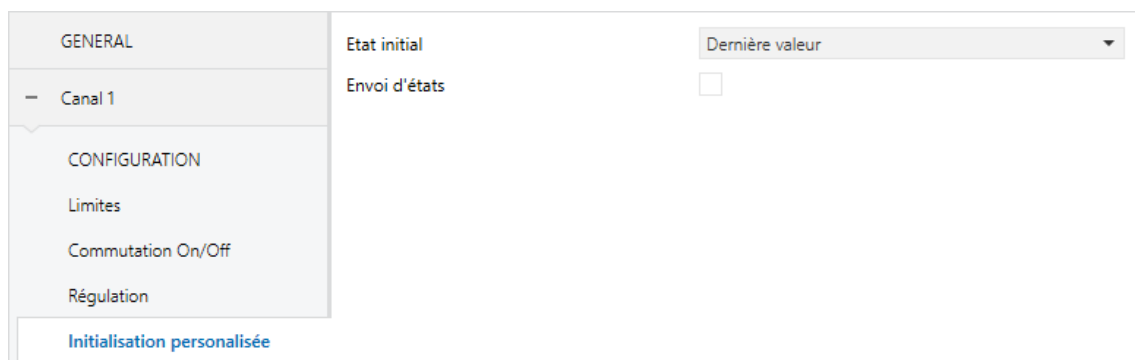 GENERAL
Canal 1
CONFIGURATION
Limites
Commutation On/Off
Régulation
Initialisation personalisée
Etat initial
Dernière valeur
Envoi d'états